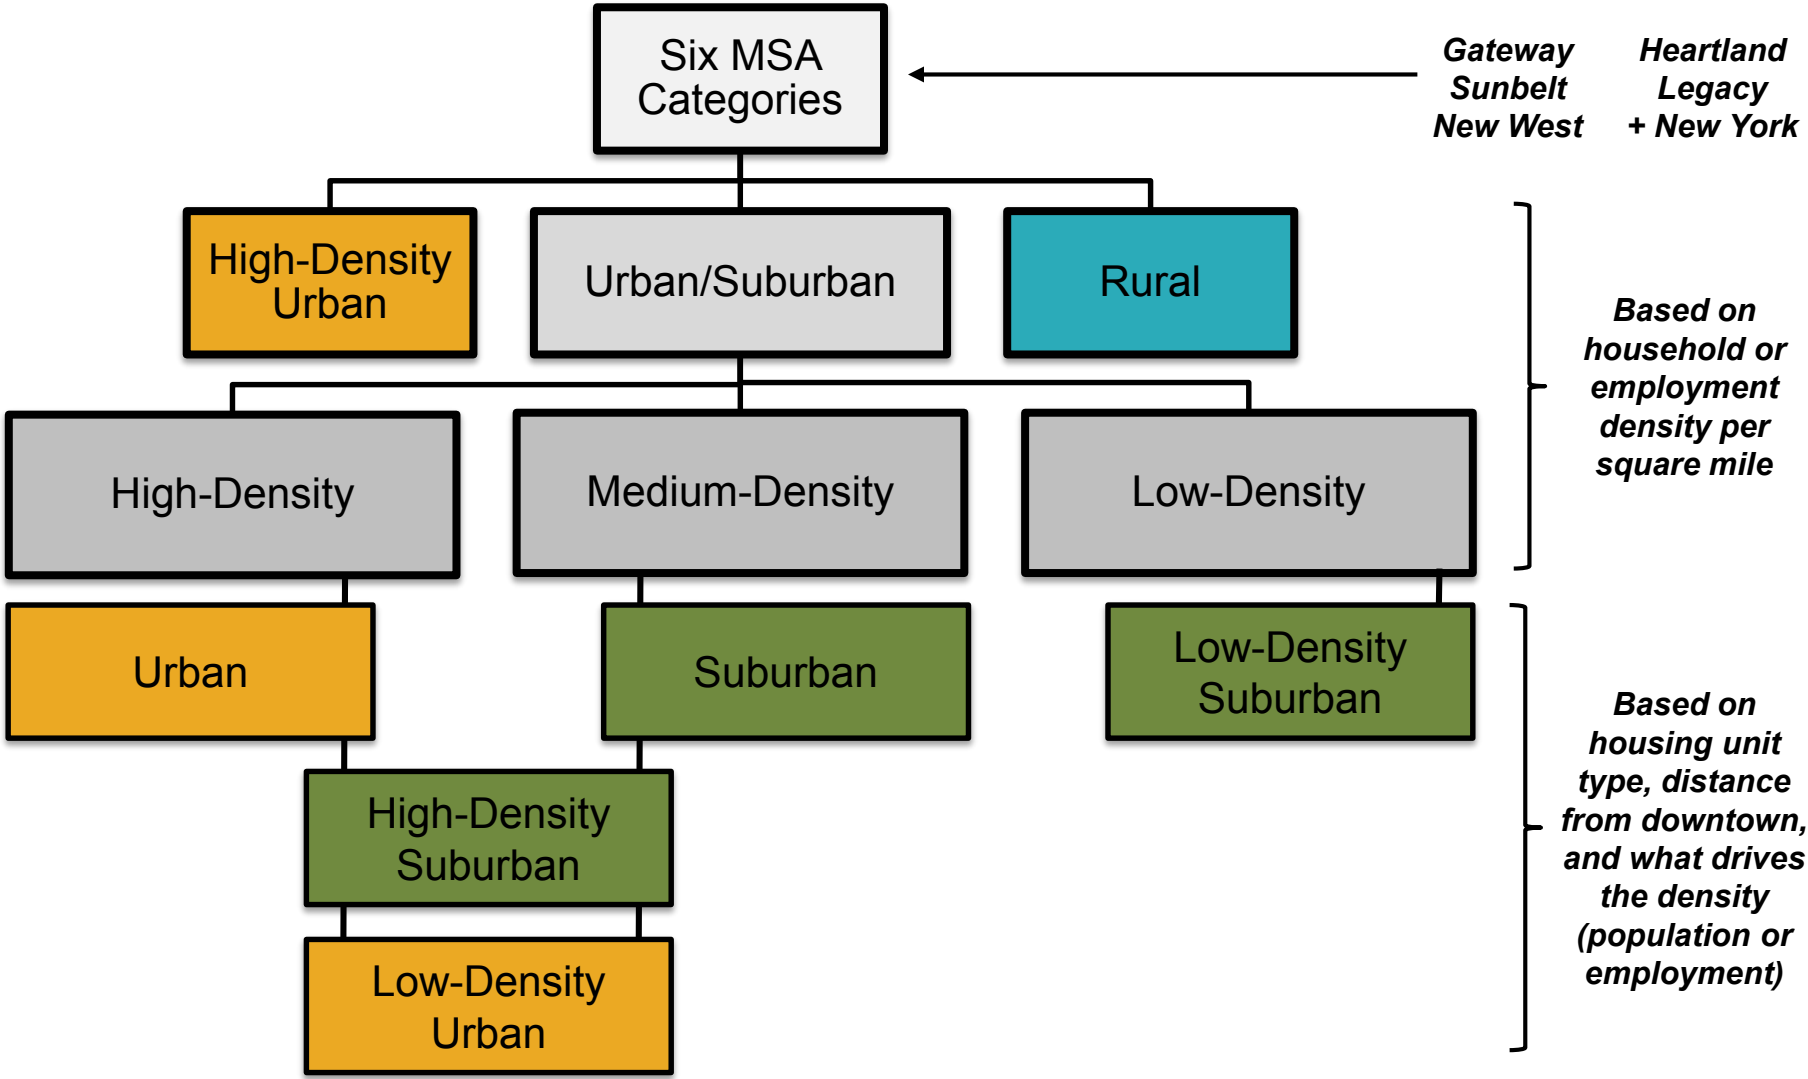 Six MSA
Categories
Gateway
Sunbelt
New West
Heartland
Legacy
+ New York
High-Density
Urban
Urban/Suburban
Rural
Based on
household or
employment
density per
square mile
High-Density
Medium-Density
Low-Density
Urban
Suburban
Low-Density
Suburban
High-Density
Suburban
Low-Density
Urban
Based on
housing unit
type, distance
from downtown,
and what drives
the density
(population or
employment)